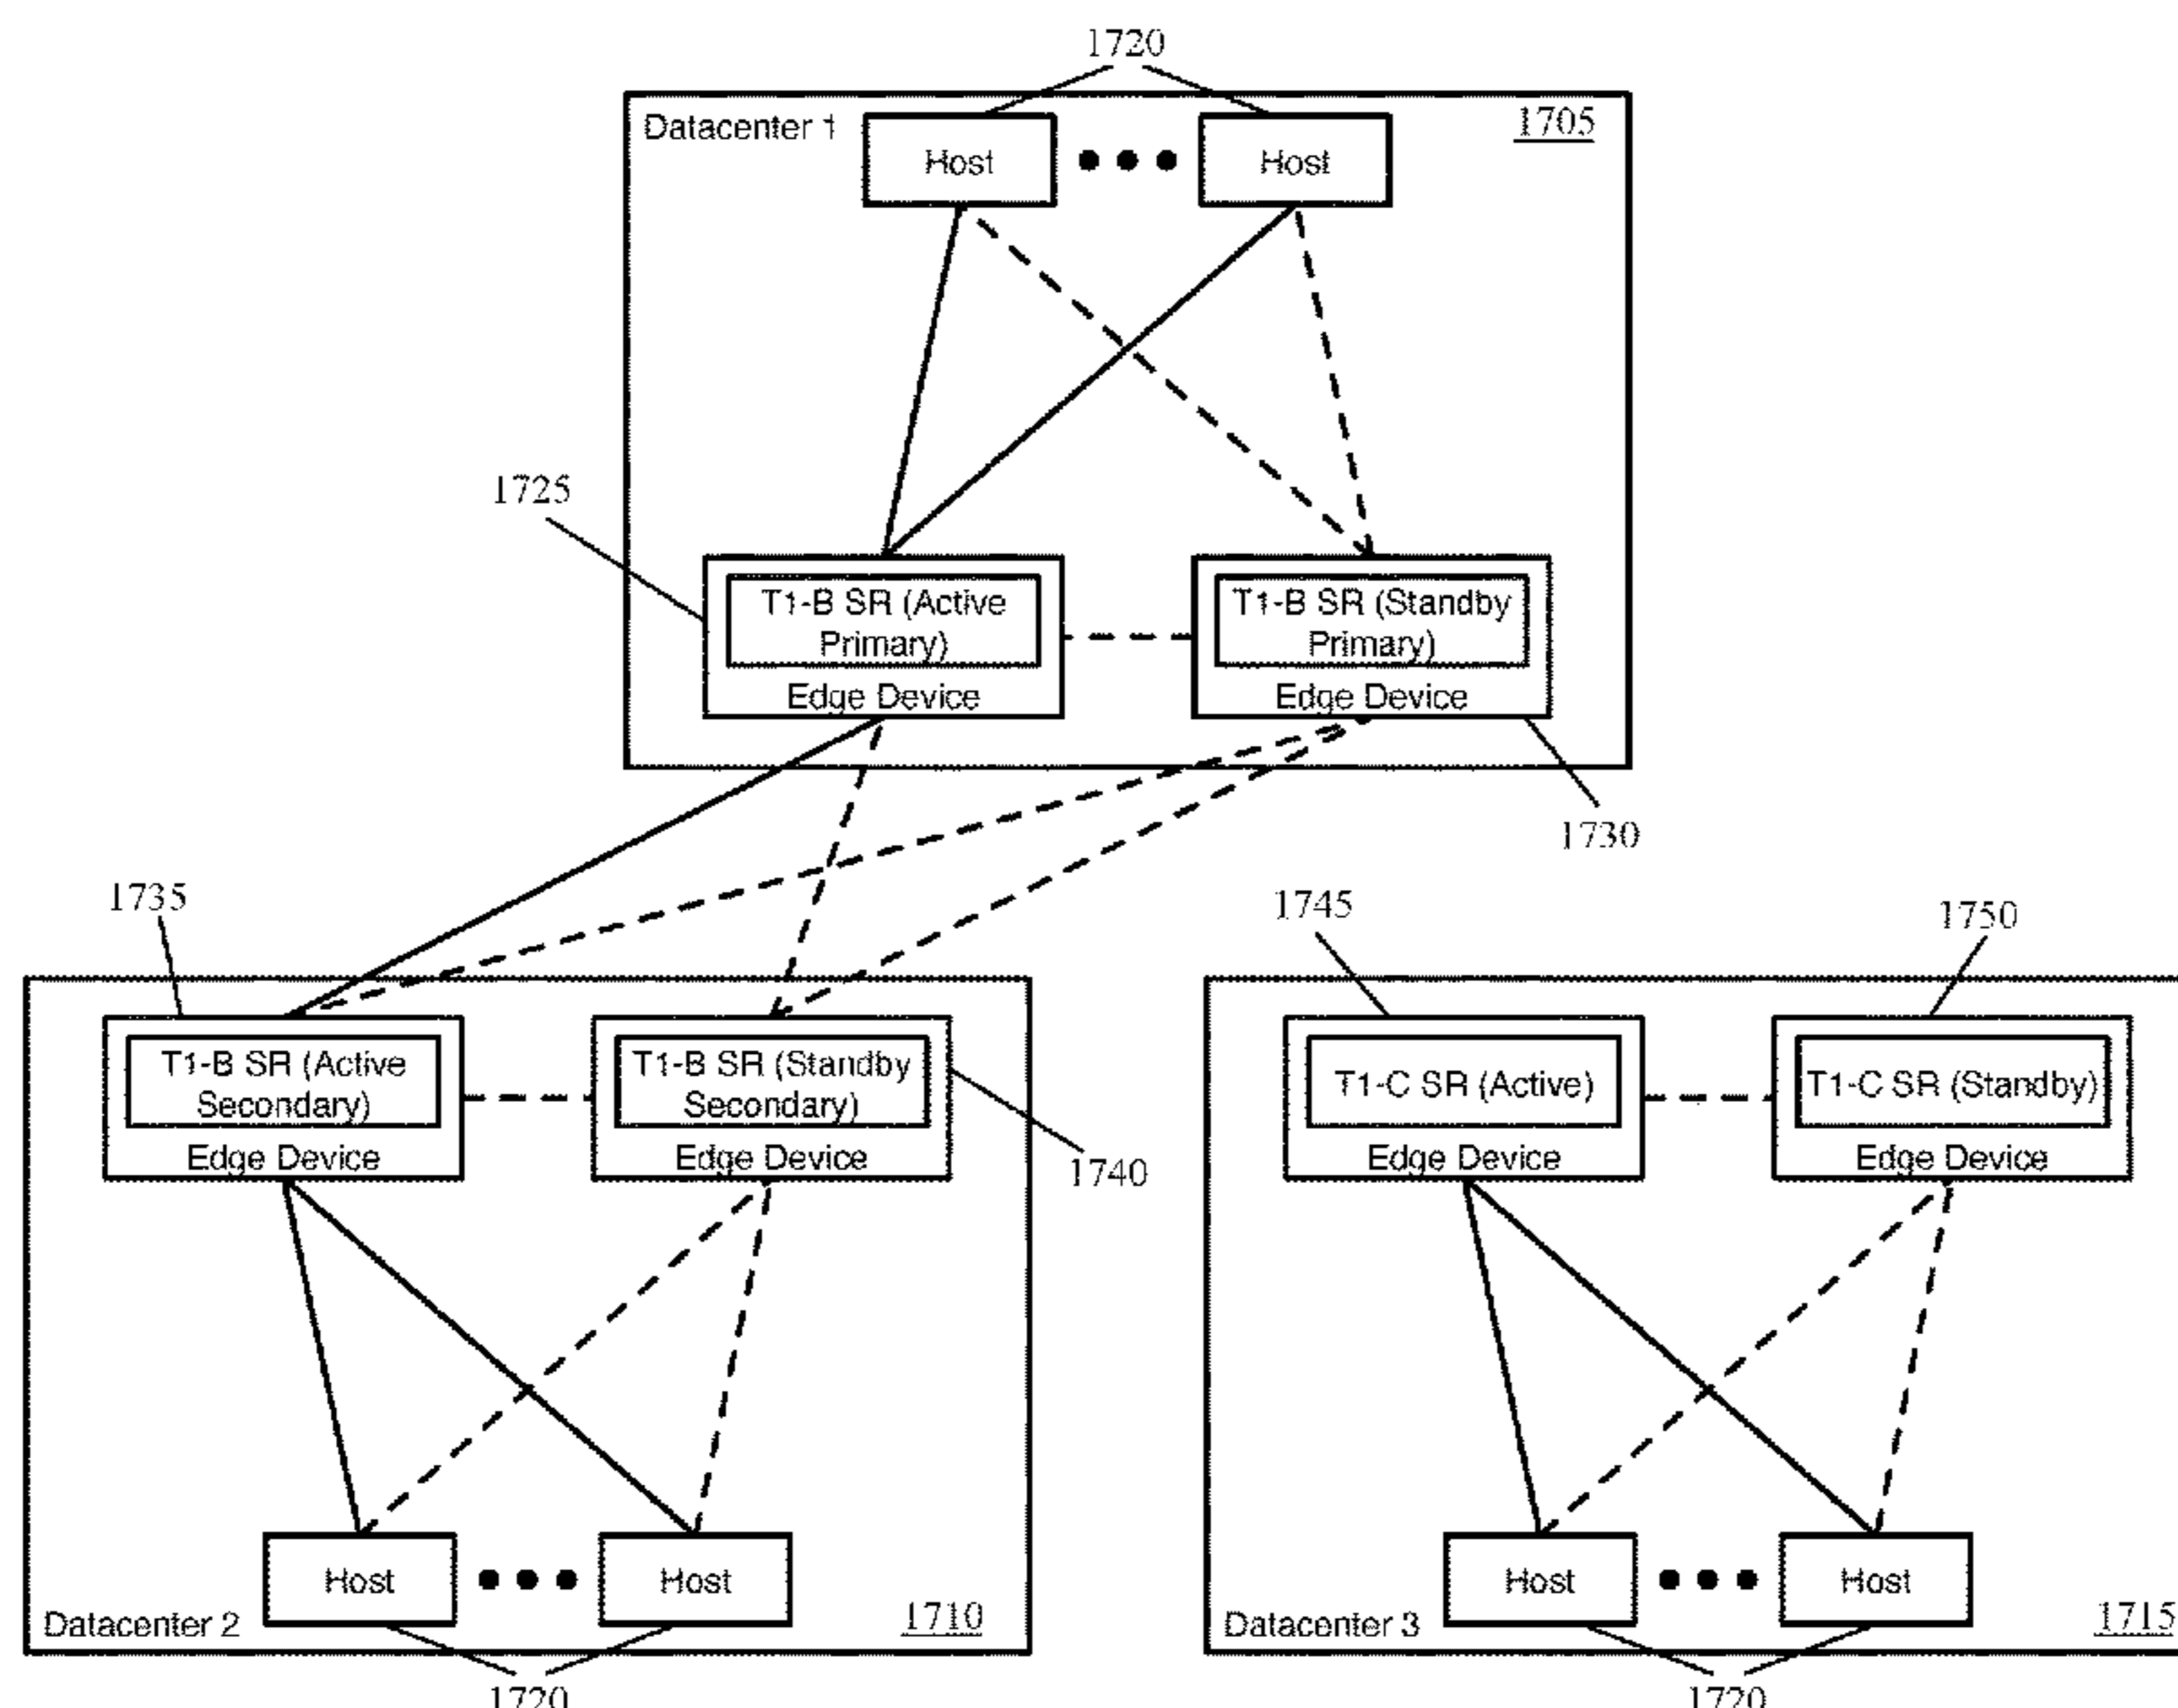 1720
Datacenter 1
1705
Host
Host
1725
T1-B SR (Active
Primary)
Edge Device
T1-B SR (Standby
Primary)
Edge Device
1730
1735
T1-B SR (Active
Secondary)
Edge Device
T1-B SR (Standby
Secondary)
Edge Device
1740
Host
Host
Datacenter 2
1710
1720
1745
1750
T1-C SR (Active)
Edge Device
T1-C SR (Standby)
Edge Device
Host
Host
Datacenter 3
1715
1720